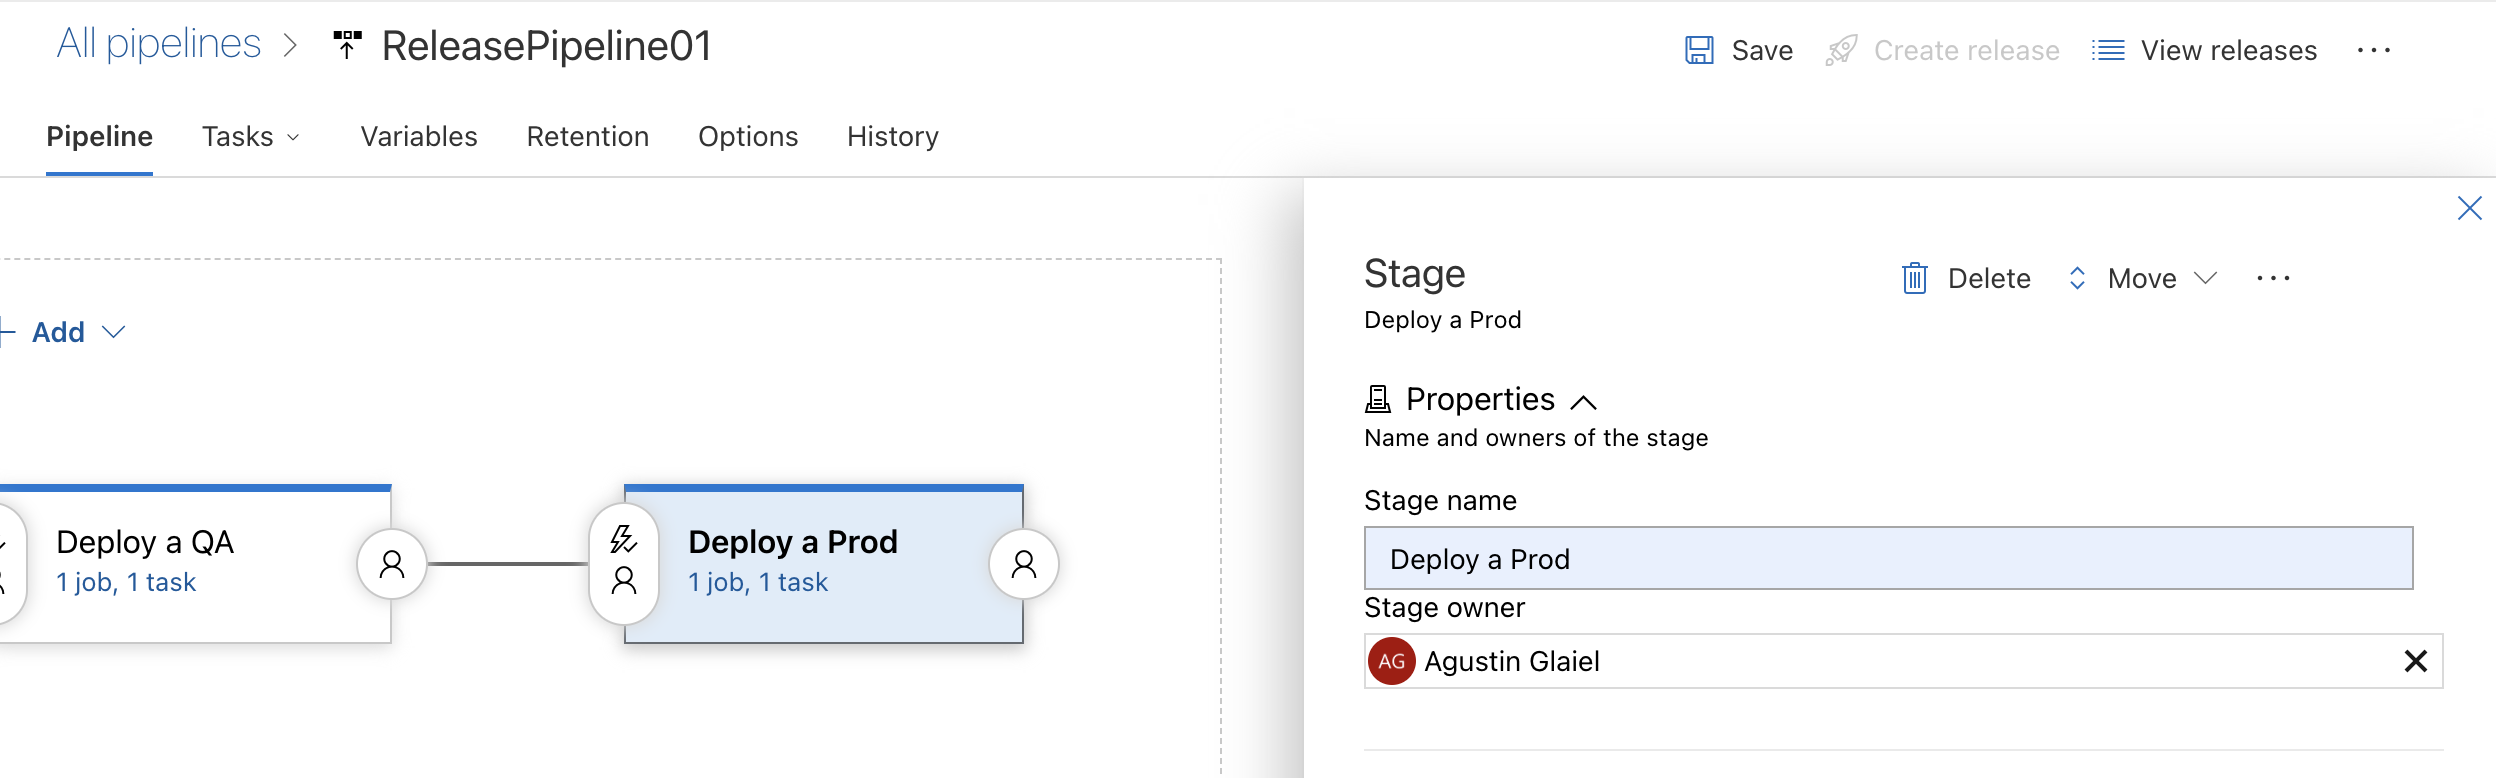 All pipelines
ReleasePipeline01
Save
Create release
View releases
Pipeline
Tasks
Variables
Retention
Options
History
Add
Deploy a QA
1 job, 1 task
Deploy a Prod
1 job, 1 task
Stage
Delete
Move
Deploy a Prod
Properties
Name and owners of the stage
Stage name
Deploy a Prod
Stage owner
AG Agustin Glaiel